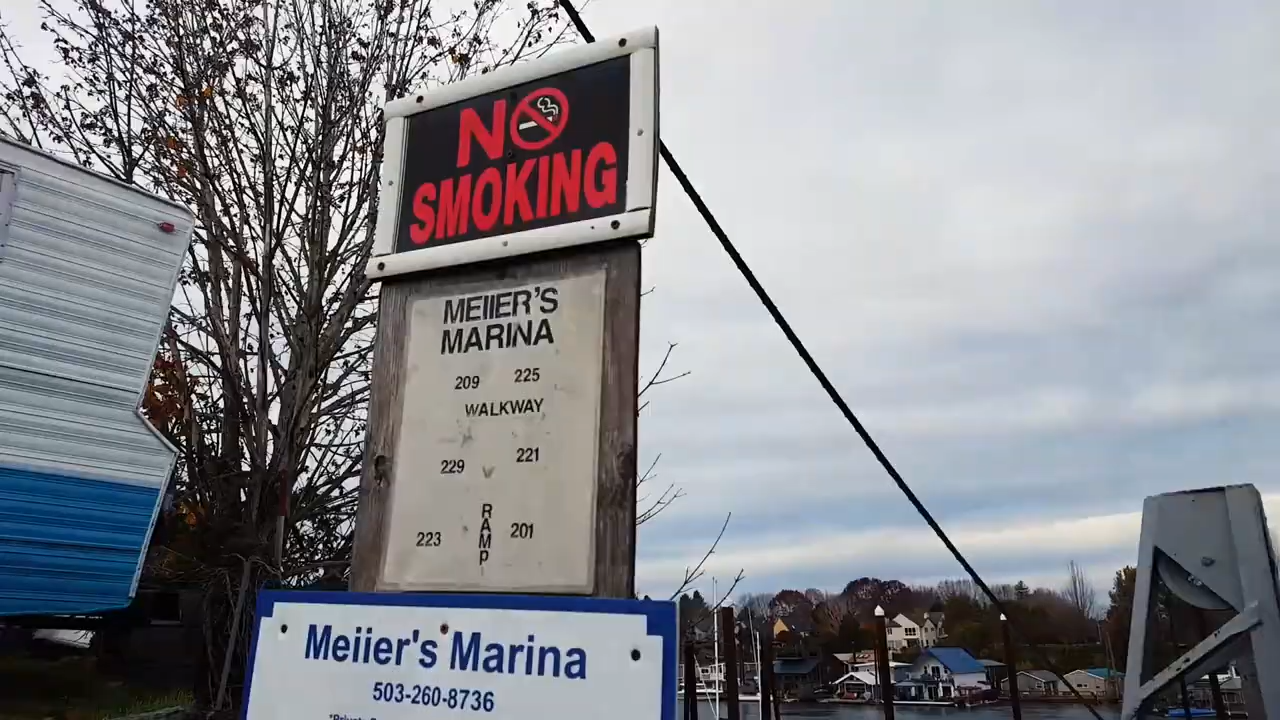 NO
SMOKING
MEIIER'S
MARINA
209 225
WALKWAY
229 221
223 RAMP 201
Meiier's Marina
503-260-8736